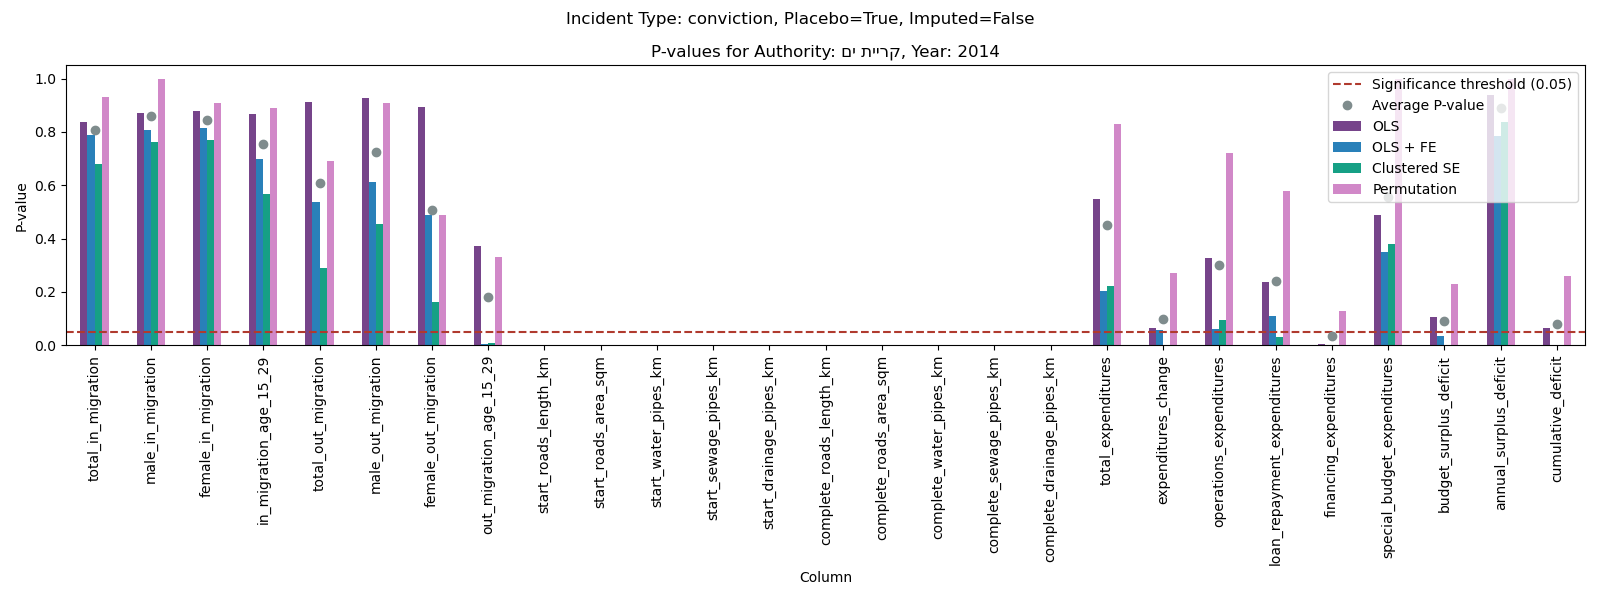 Incident Type: conviction, Placebo=True, Imputed=False
P-values for Authority: קריית ים, Year: 2014
1.0
0.8
0.6
0.4
0.2
0.0
P-value
Significance threshold (0.05)
Average P-value
OLS
OLS + FE
Clustered SE
Permutation
total_in_migration
male_in_migration
female_in_migration
in_migration_age_15_29
total_out_migration
male_out_migration
female_out_migration
out_migration_age_15_29
start_roads_length_km
start_roads_area_sqm
start_water_pipes_km
start_sewage_pipes_km
start_drainage_pipes_km
complete_roads_length_km
complete_roads_area_sqm
complete_water_pipes_km
complete_sewage_pipes_km
complete_drainage_pipes_km
total_expenditures
expenditures_change
operations_expenditures
loan_repayment_expenditures
financing_expenditures
special_budget_expenditures
budget_surplus_deficit
annual_surplus_deficit
cumulative_deficit
Column